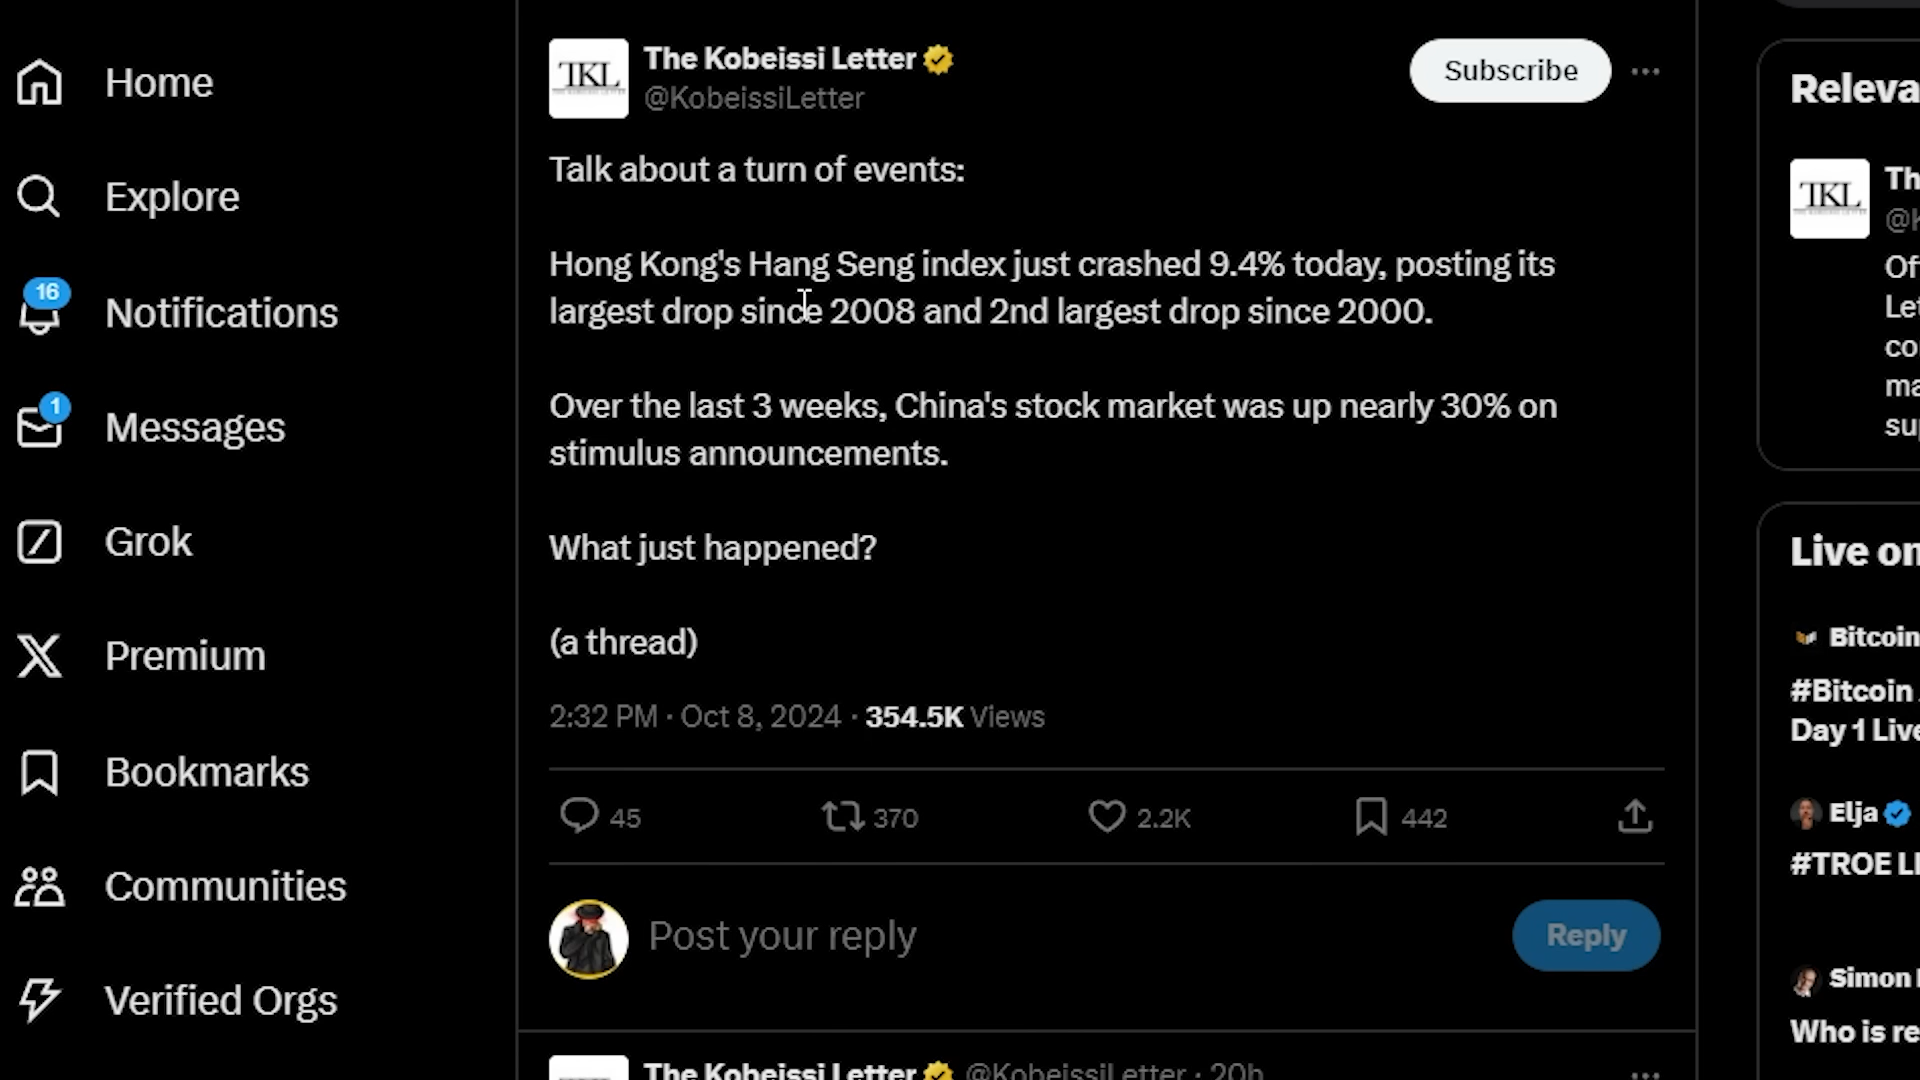 Home
Explore
16
Notifications
1
Messages
Grok
Premium
Bookmarks
Communities
Verified Orgs
TKL
The Kobeissi Letter
@KobeissiLetter
Subscribe
Talk about a turn of events:
Hong Kong's Hang Seng index just crashed 9.4% today, posting its
largest drop since 2008 and 2nd largest drop since 2000.
Over the last 3 weeks, China's stock market was up nearly 30% on
stimulus announcements.
What just happened?
(a thread)
2:32 PM · Oct 8, 2024 · 354.5K Views
45 370 2.2K 442
Post your reply
Reply
The Kobeissi Letter @KobeissiLetter · 20h
Releva
TKL
Th
@K
Of
Let
co
ma
su
Live on
Bitcoin
#Bitcoin
Day 1 Live
Elja
#TROE LI
Simon
Who is re